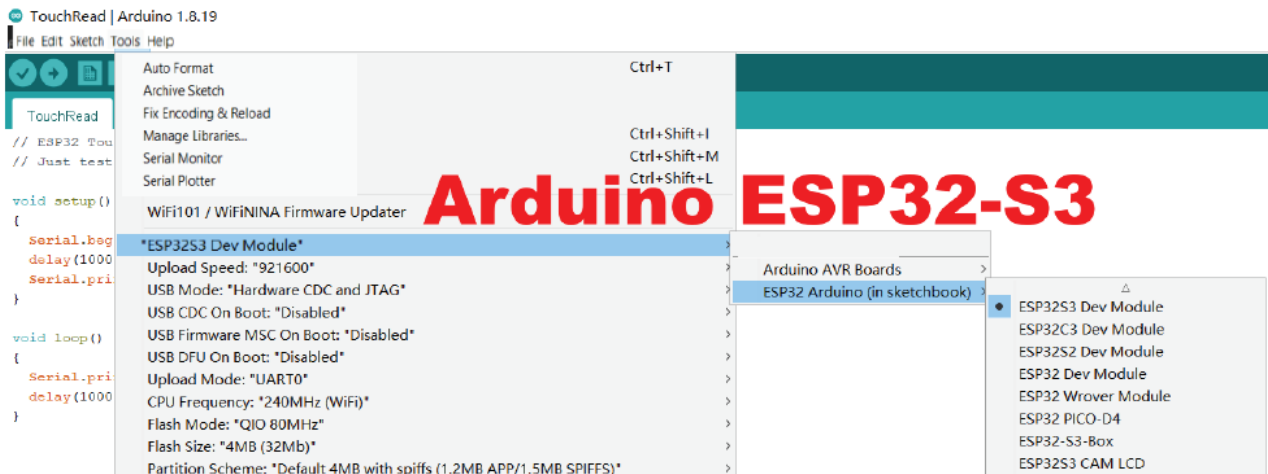 TouchRead | Arduino 1.8.19
File Edit Sketch Tools Help
Auto Format Ctrl+T
Archive Sketch
Fix Encoding & Reload
Manage Libraries... Ctrl+Shift+I
Serial Monitor Ctrl+Shift+M
Serial Plotter Ctrl+Shift+L
WiFi101 / WiFiNINA Firmware Updater
Arduino ESP32-S3
"ESP32S3 Dev Module"
Upload Speed: "921600"
USB Mode: "Hardware CDC and JTAG"
USB CDC On Boot: "Disabled"
USB Firmware MSC On Boot: "Disabled"
USB DFU On Boot: "Disabled"
Upload Mode: "UART0"
CPU Frequency: "240MHz (WiFi)"
Flash Mode: "QIO 80MHz"
Flash Size: "4MB (32Mb)"
Partition Scheme: "Default 4MB with spiffs (1.2MB APP/1.5MB SPIFFS)"
Arduino AVR Boards
ESP32 Arduino (in sketchbook)
ESP32S3 Dev Module
ESP32C3 Dev Module
ESP32S2 Dev Module
ESP32 Dev Module
ESP32 Wrover Module
ESP32 PICO-D4
ESP32-S3-Box
ESP32S3 CAM LCD
TouchRead
// ESP32 Tou
// Just test
void setup()
{
Serial.beg
delay(1000
Serial.pri
}
void loop()
{
Serial.pri
delay(1000
}